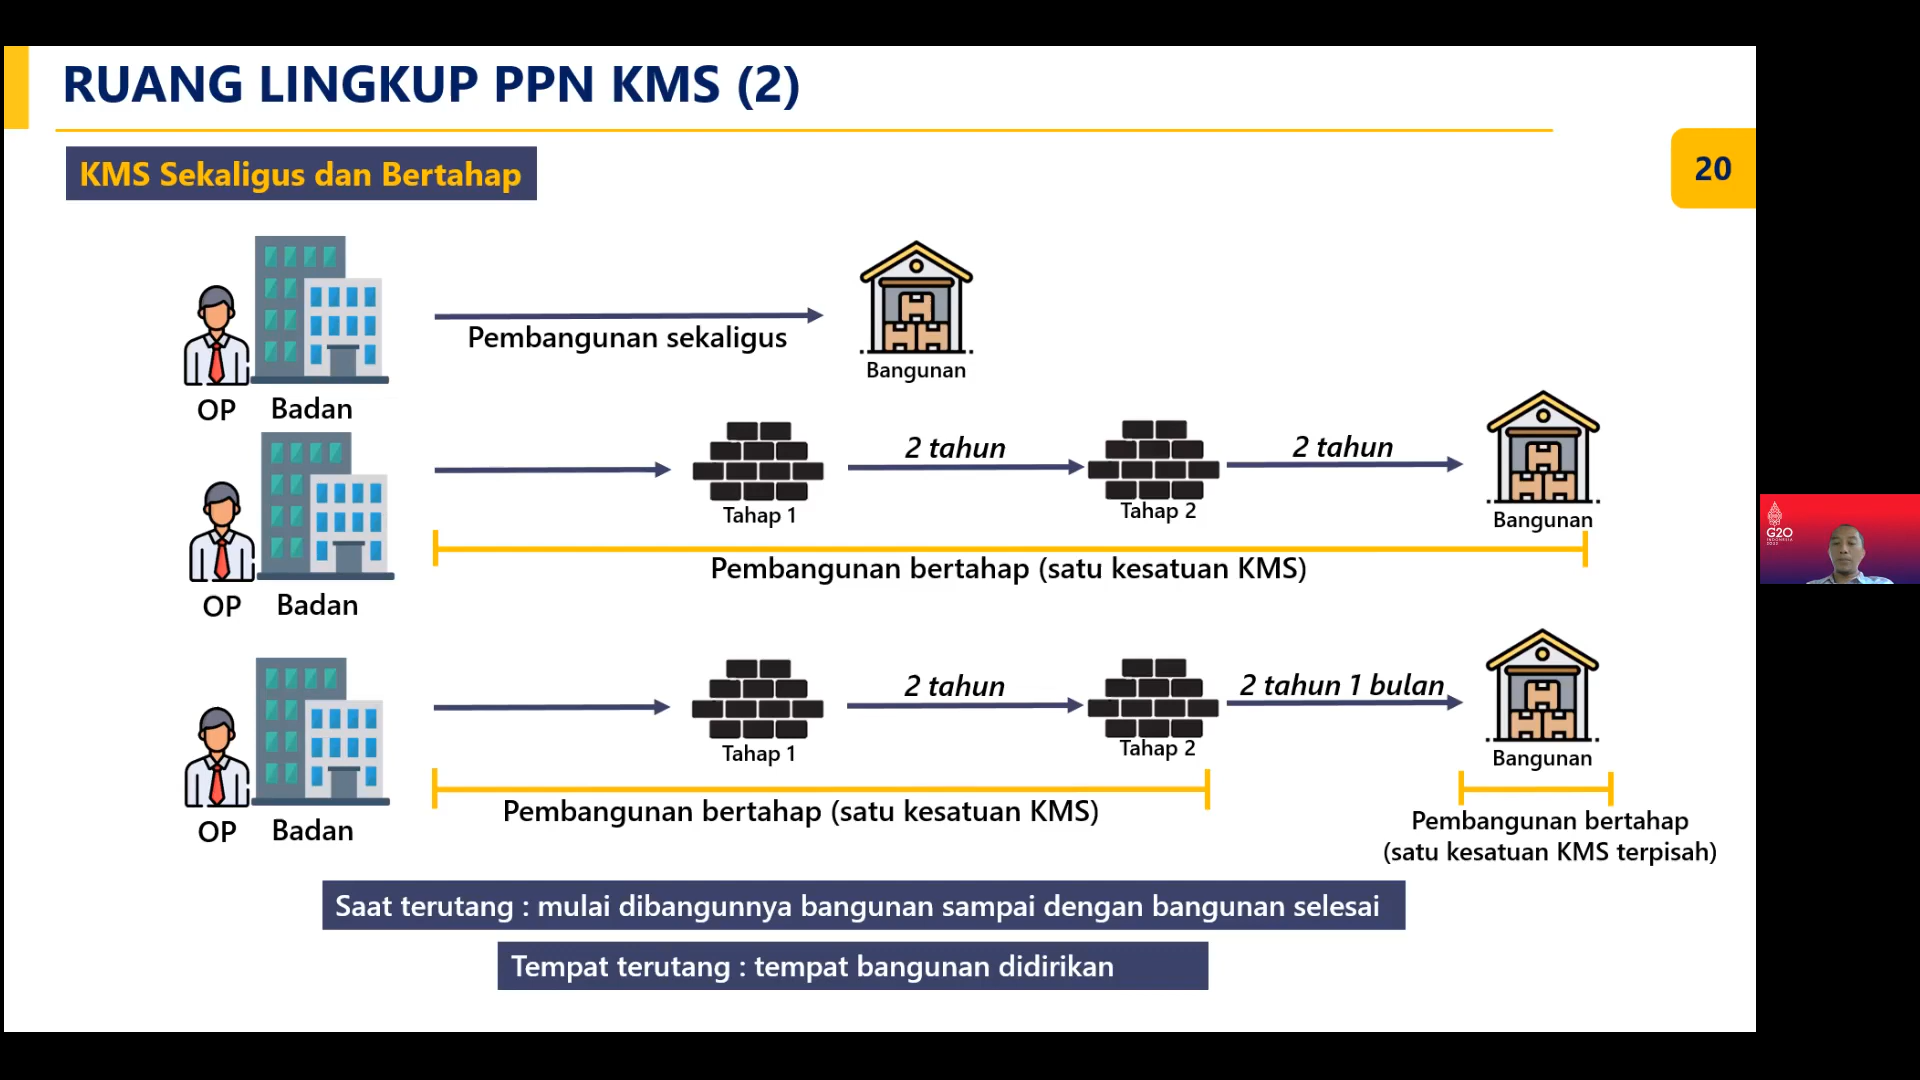 RUANG LINGKUP PPN KMS (2)
20
KMS Sekaligus dan Bertahap
Pembangunan sekaligus
Bangunan
OP
Badan
2 tahun
2 tahun
Tahap 1
Tahap 2
Bangunan
Pembangunan bertahap (satu kesatuan KMS)
OP
Badan
2 tahun
2 tahun 1 bulan
Tahap 1
Tahap 2
Bangunan
Pembangunan bertahap (satu kesatuan KMS)
Pembangunan bertahap
(satu kesatuan KMS terpisah)
OP
Badan
Saat terutang : mulai dibangunnya bangunan sampai dengan bangunan selesai
Tempat terutang : tempat bangunan didirikan
G20
INDONESIA
2022